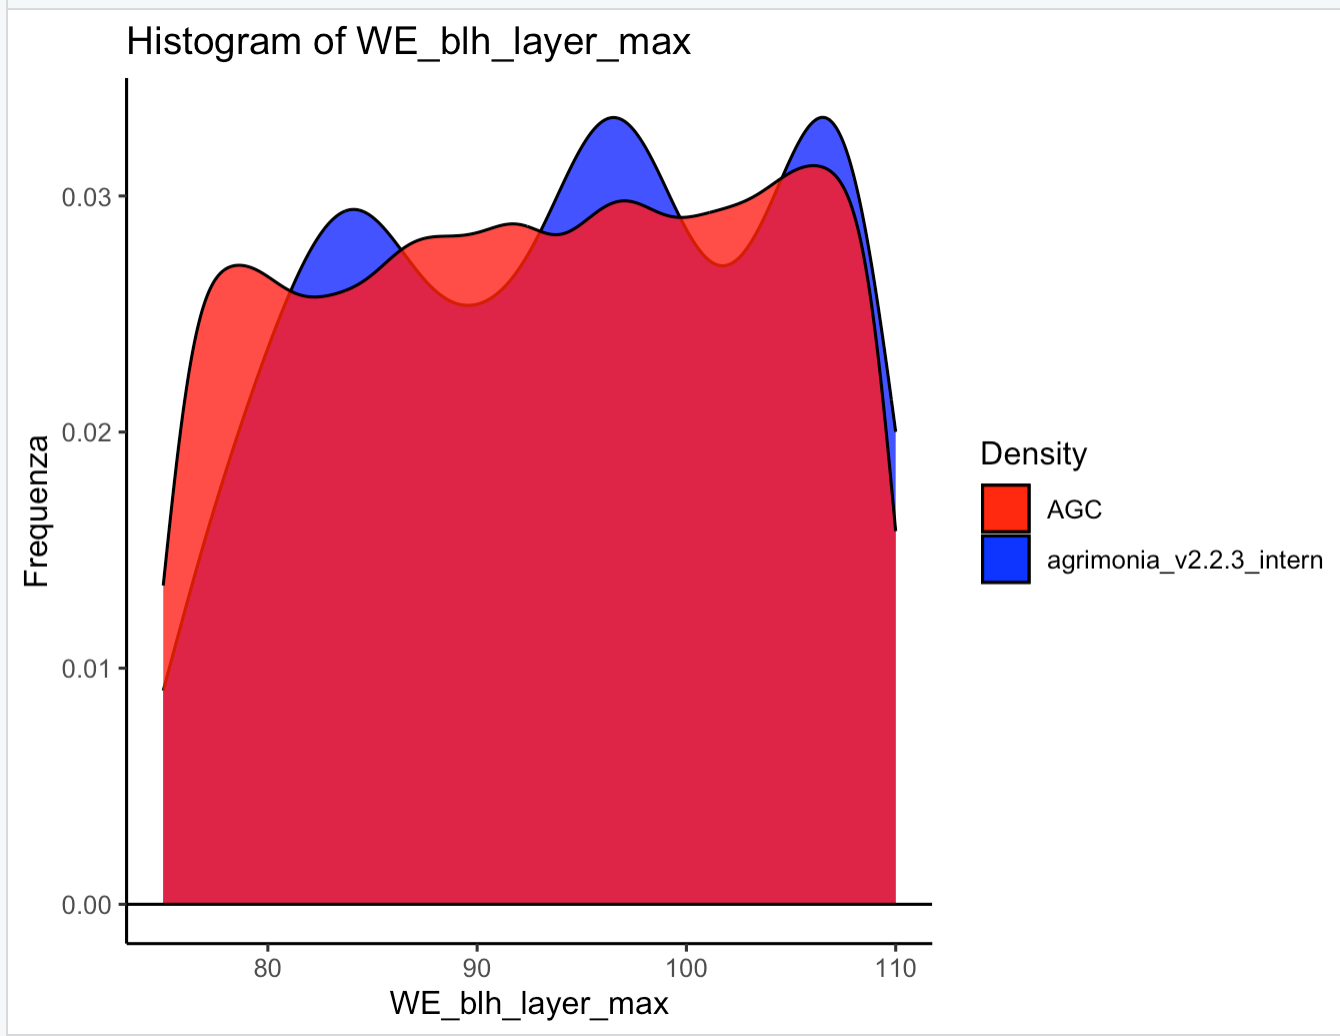 Histogram of WE_blh_layer_max
Frequenza
0.03
0.02
0.01
0.00
80 90 100 110
WE_blh_layer_max
Density
AGC
agrimonia_v2.2.3_intern